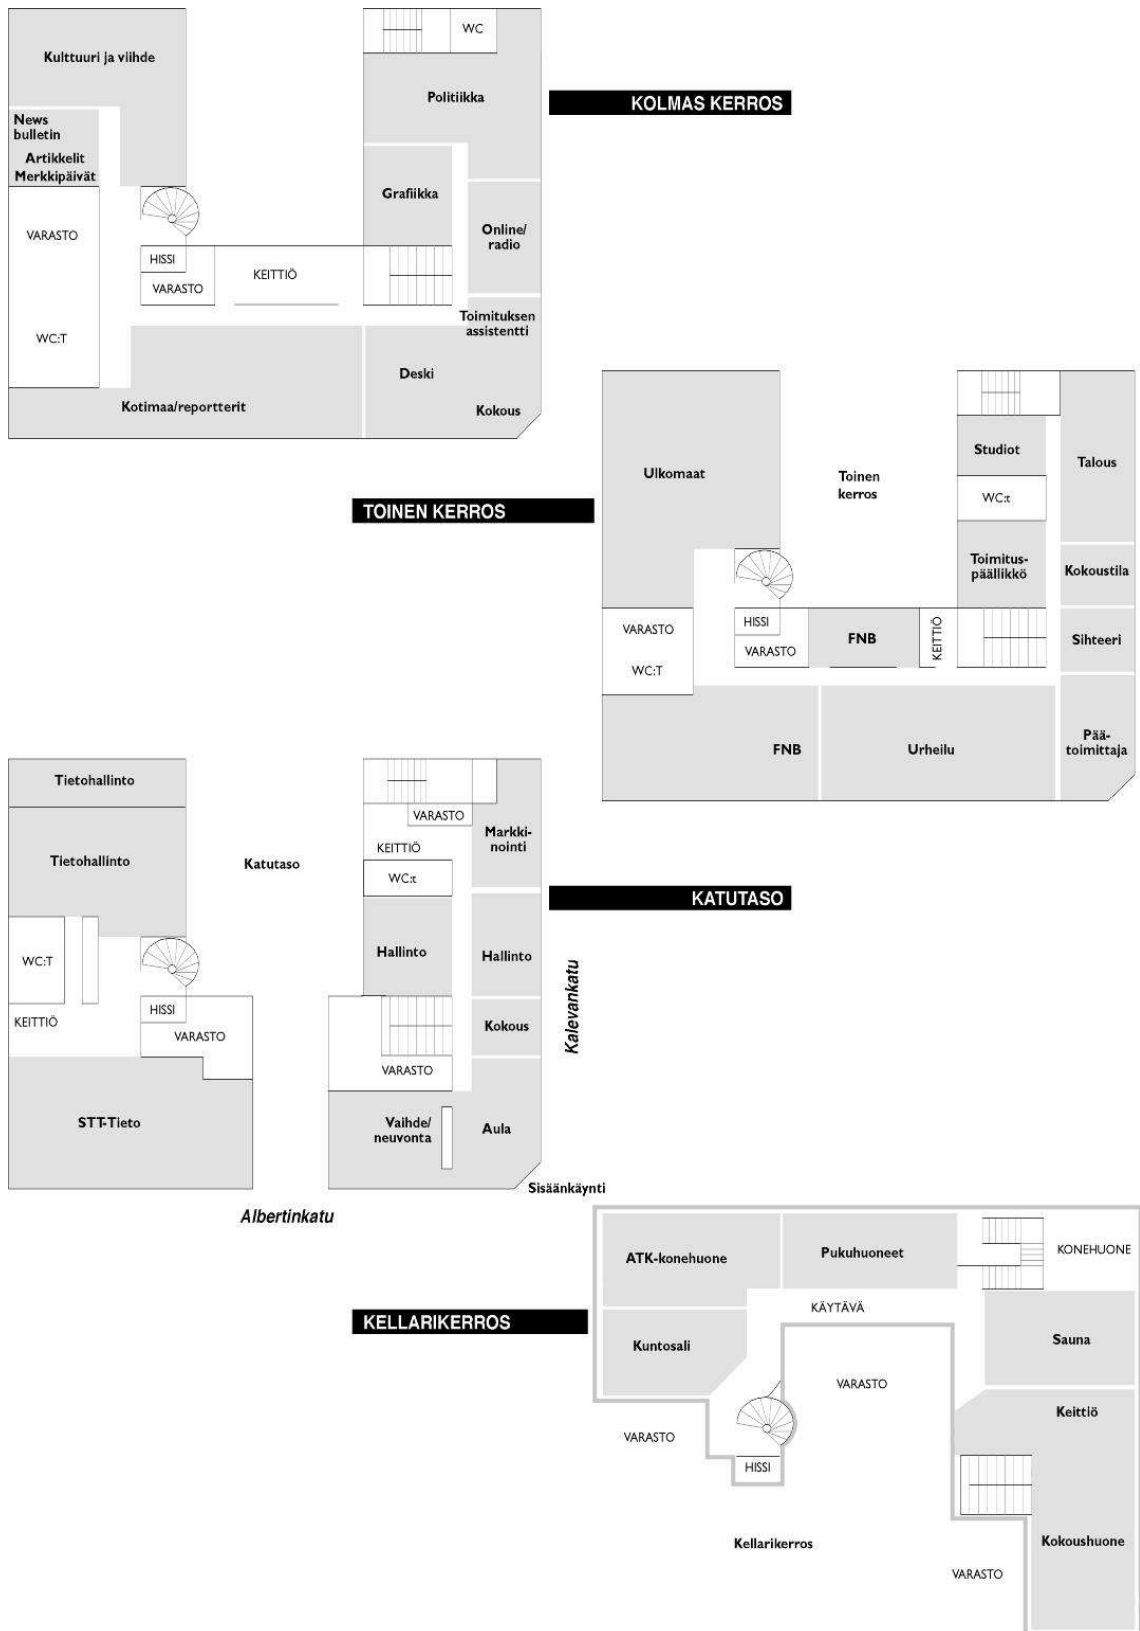 Kulttuuri ja viihde
News
bulletin
Artikkelit
Merkkipäivät
VARASTO
WC:T
HISSI
VARASTO
KEITTIÖ
WC
Politiikka
Grafiikka
Online/
radio
Toimituksen
assistentti
Deski
Kokous
Kotimaa/reportterit
KOLMAS KERROS
TOINEN KERROS
Ulkomaat
Toinen
kerros
Studiot
WC:t
Talous
Toimitus-
päällikkö
Kokoustila
VARASTO
WC:T
HISSI
VARASTO
FNB
KEITTIÖ
Sihteeri
FNB
Urheilu
Pää-
toimittaja
KATUTASO
Tietohallinto
Tietohallinto
Katutaso
VARASTO
KEITTIÖ
WC:t
Markki-
nointi
WC:T
KEITTIÖ
HISSI
VARASTO
Hallinto
Hallinto
Kokous
VARASTO
STT-Tieto
Vaihde/
neuvonta
Aula
Kalevankatu
Sisäänkäynti
Albertinkatu
KELLARIKERROS
ATK-konehuone
Pukuhuoneet
KONEHUONE
KÄYTÄVÄ
Kuntosali
Sauna
VARASTO
VARASTO
Keittiö
HISSI
Kellarikerros
Kokoushuone
VARASTO